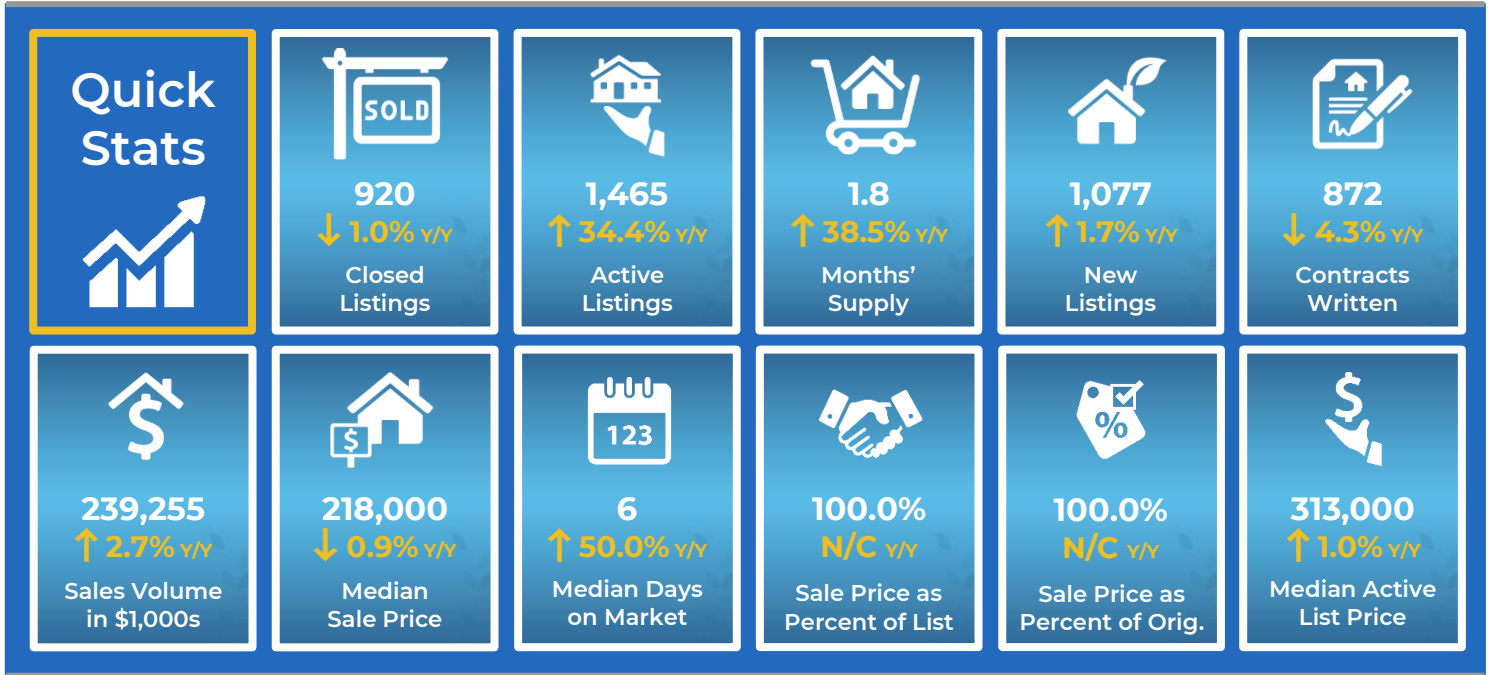 Quick
Stats
SOLD
920
↓ 1.0% Y/Y
Closed
Listings
1,465
↑ 34.4% Y/Y
Active
Listings
1.8
↑ 38.5% Y/Y
Months’
Supply
1,077
↑ 1.7% Y/Y
New
Listings
872
↓ 4.3% Y/Y
Contracts
Written
$
239,255
↑ 2.7% Y/Y
Sales Volume
in $1,000s
$
218,000
↓ 0.9% Y/Y
Median
Sale Price
123
6
↑ 50.0% Y/Y
Median Days
on Market
100.0%
N/C Y/Y
Sale Price as
Percent of List
%
100.0%
N/C Y/Y
Sale Price as
Percent of Orig.
$
313,000
↑ 1.0% Y/Y
Median Active
List Price